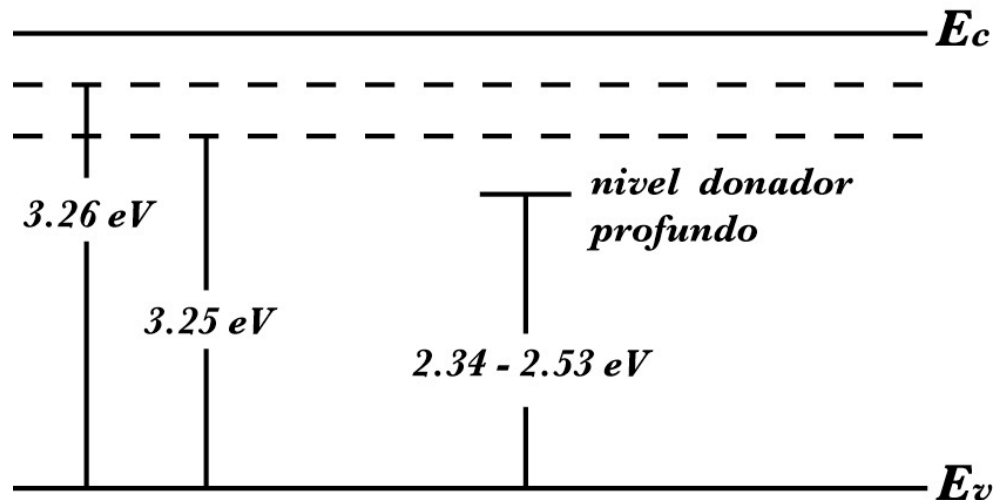 Ec
nivel donador
profundo
3.26 eV
3.25 eV
2.34 - 2.53 eV
Ev